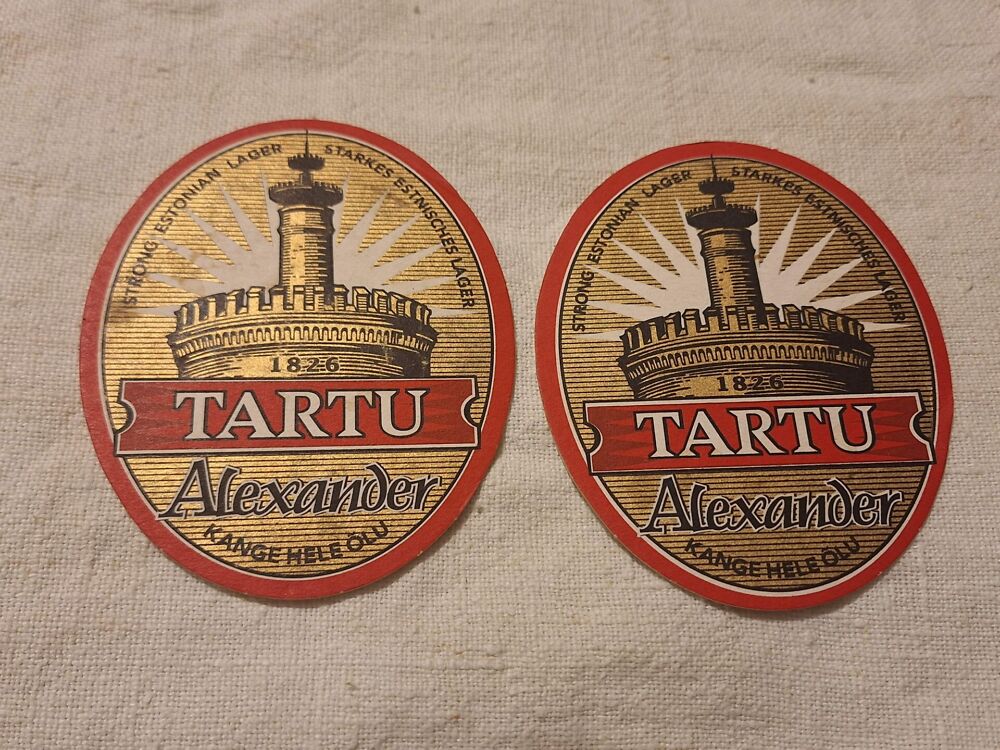 STRONG ESTONIAN LAGER STARKES ESTNISCHES LAGER
1826
TARTU
Alexander
KANGE HELE ÕLU
STRONG ESTONIAN LAGER STARKES ESTNISCHES LAGER
1826
TARTU
Alexander
KANGE HELE ÕLU